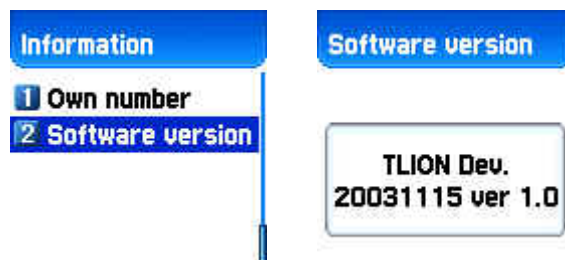 Information
1 Own number
2 Software version
Software version
TLION Dev.
20031115 ver 1.0